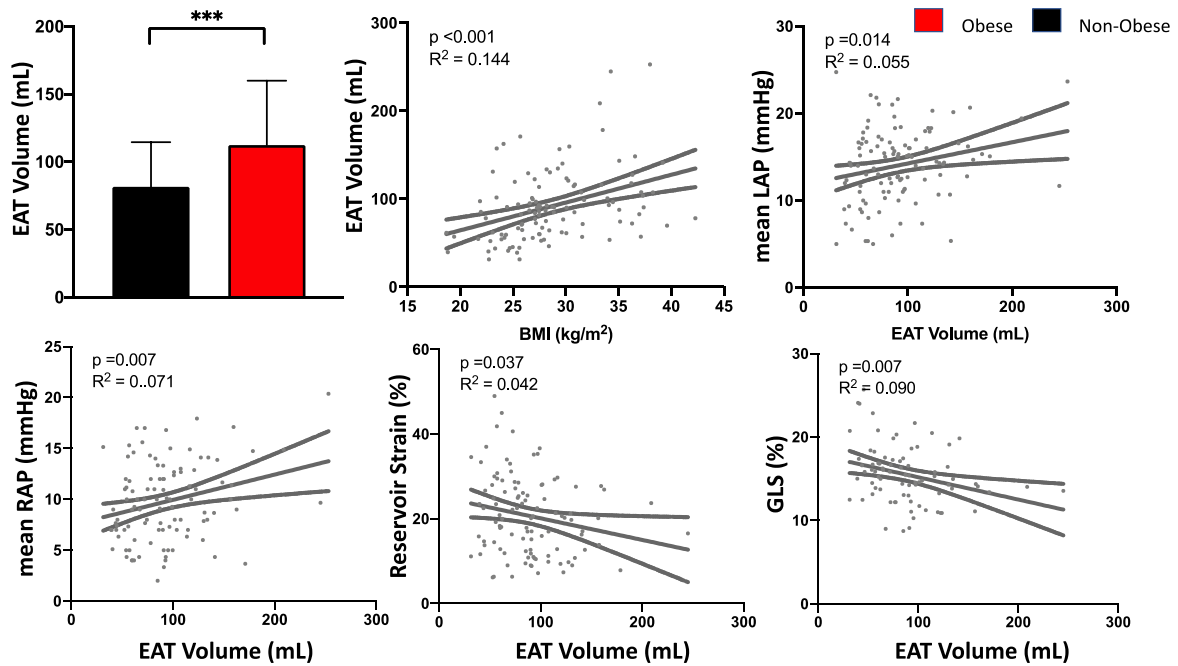 Obese
Non-Obese
***
EAT Volume (mL)
200
150
100
50
0
p <0.001
R² = 0.144
EAT Volume (mL)
300
200
100
0
15
20
25
30
35
40
45
BMI (kg/m²)
p =0.014
R² = 0..055
mean LAP (mmHg)
30
20
10
0
0
100
200
300
EAT Volume (mL)
p =0.007
R² = 0..071
mean RAP (mmHg)
25
20
15
10
5
0
0
100
200
300
EAT Volume (mL)
p =0.037
R² = 0.042
Reservoir Strain (%)
60
40
20
0
0
100
200
300
EAT Volume (mL)
p =0.007
R² = 0.090
GLS (%)
30
20
10
0
0
100
200
300
EAT Volume (mL)